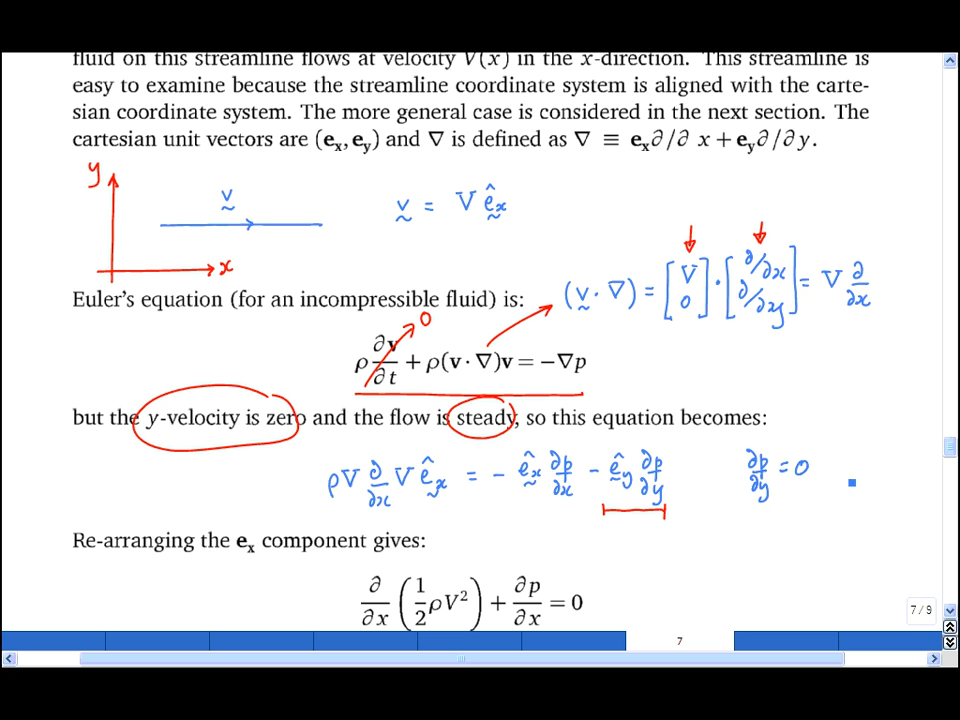 fluid on this streamline flows at velocity V(x) in the x-direction. This streamline is
easy to examine because the streamline coordinate system is aligned with the carte-
sian coordinate system. The more general case is considered in the next section. The
cartesian unit vectors are (eₓ, e_y) and ∇ is defined as ∇ ≡ eₓ∂/∂ x + e_y∂/∂ y.
y
v
v = V êₓ
x
Euler's equation (for an incompressible fluid) is:
(v · ∇) = [V 0] · [∂/∂x ∂/∂y] = V ∂/∂x
0
ρ ∂v/∂t + ρ(v · ∇)v = −∇p
but the y-velocity is zero and the flow is steady, so this equation becomes:
ρV ∂/∂x V êₓ = − êₓ ∂p/∂x − ê_y ∂p/∂y
∂p/∂y = 0
Re-arranging the eₓ component gives:
∂/∂x (1/2 ρV²) + ∂p/∂x = 0
7 / 9
7